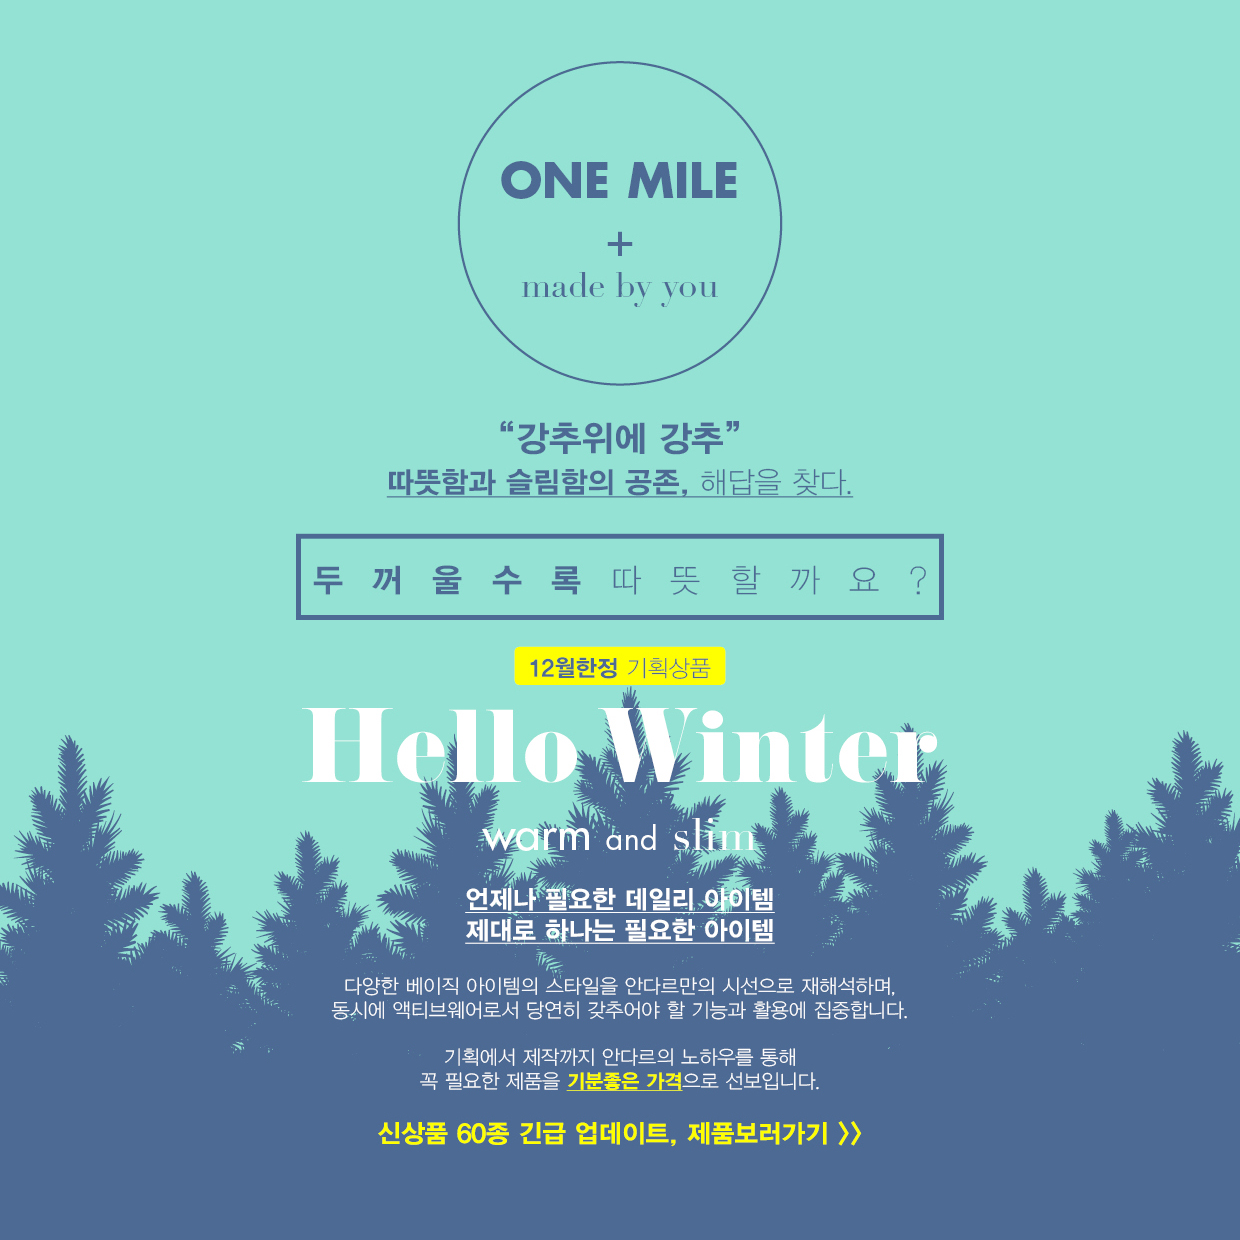 ONE MILE
+
made by you
“강추위에 강추”
따뜻함과 슬림함의 공존, 해답을 찾다.
두꺼울수록따뜻할까요?
12월한정 기획상품
Hello Winter
warm and slim
언제나 필요한 데일리 아이템
제대로 하나는 필요한 아이템
다양한 베이직 아이템의 스타일을 안다르만의 시선으로 재해석하며,
동시에 액티브웨어로서 당연히 갖추어야 할 기능과 활용에 집중합니다.
기획에서 제작까지 안다르의 노하우를 통해
꼭 필요한 제품을 기분좋은 가격으로 선보입니다.
신상품 60종 긴급 업데이트, 제품보러가기 >>